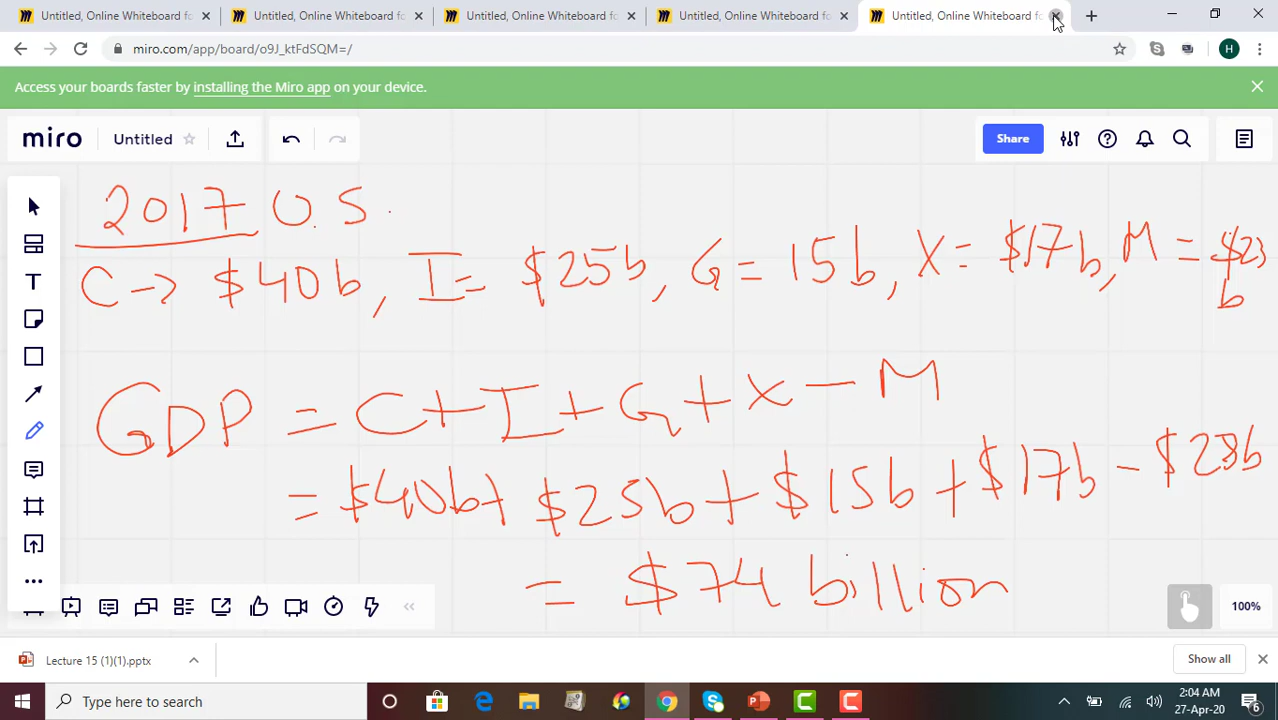 Untitled, Online Whiteboard fo
Untitled, Online Whiteboard fo
Untitled, Online Whiteboard fo
Untitled, Online Whiteboard fo
Untitled, Online Whiteboard fo
miro.com/app/board/o9J_ktFdSQM=/
H
Access your boards faster by installing the Miro app on your device.
miro Untitled Share
2017 U.S.
C → $40b, I = $25b, G = 15b, X = $17b, M = $23
b
GDP = C + I + G + X - M
= $40b + $25b + $15b + $17b - $23b
= $74 billion
100%
Lecture 15 (1)(1).pptx Show all
Type here to search
2:04 AM
27-Apr-20
6